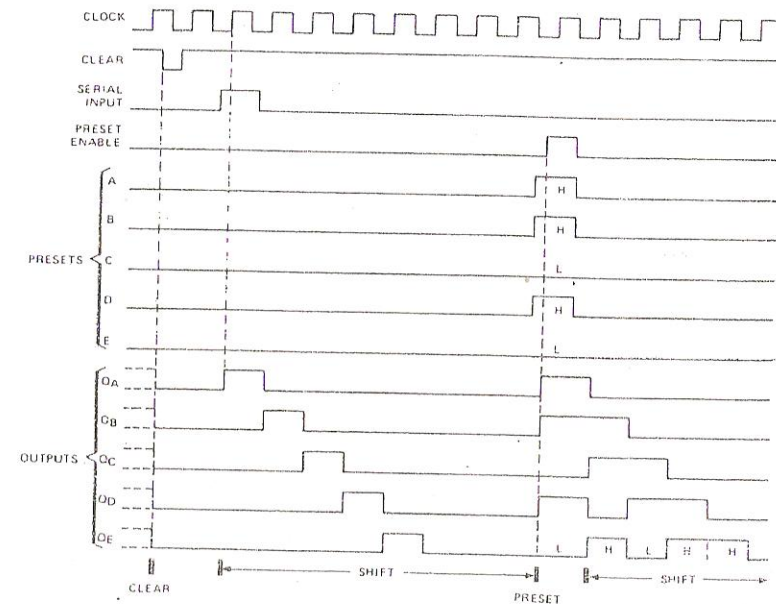 CLOCK
CLEAR
SERIAL
INPUT
PRESET
ENABLE
PRESETS
A H
B H
C L
D H
E L
OUTPUTS
QA
QB
QC
QD
QE L H L H H
CLEAR SHIFT PRESET SHIFT